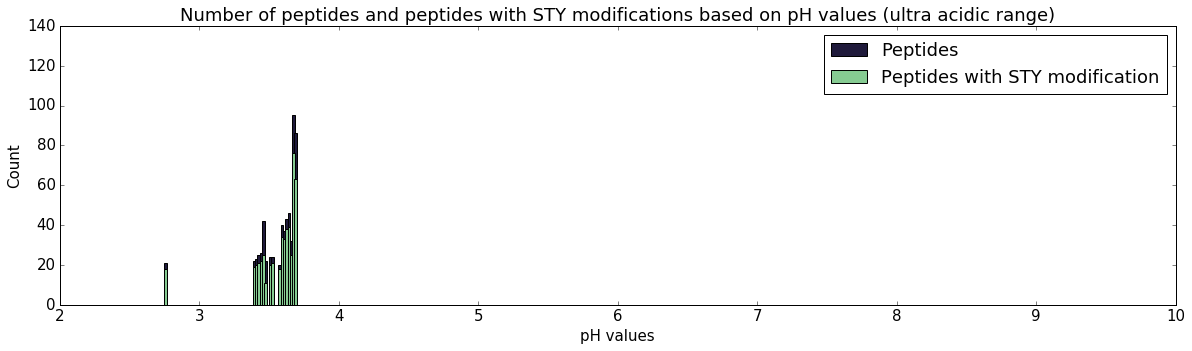 Number of peptides and peptides with STY modifications based on pH values (ultra acidic range)
140
120
100
80
60
40
20
0
Count
Peptides
Peptides with STY modification
2 3 4 5 6 7 8 9 10
pH values